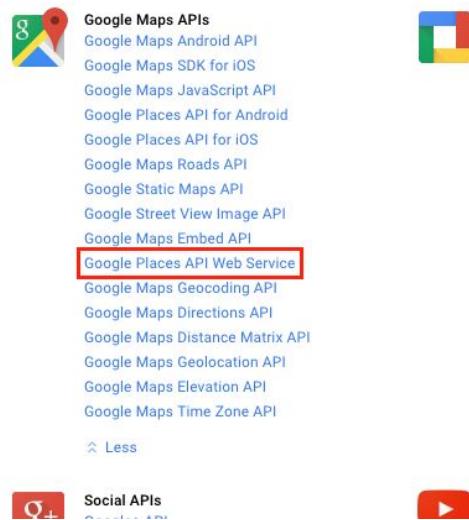 Google Maps APIs
Google Maps Android API
Google Maps SDK for iOS
Google Maps JavaScript API
Google Places API for Android
Google Places API for iOS
Google Maps Roads API
Google Static Maps API
Google Street View Image API
Google Maps Embed API
Google Places API Web Service
Google Maps Geocoding API
Google Maps Directions API
Google Maps Distance Matrix API
Google Maps Geolocation API
Google Maps Elevation API
Google Maps Time Zone API
Less
Social APIs